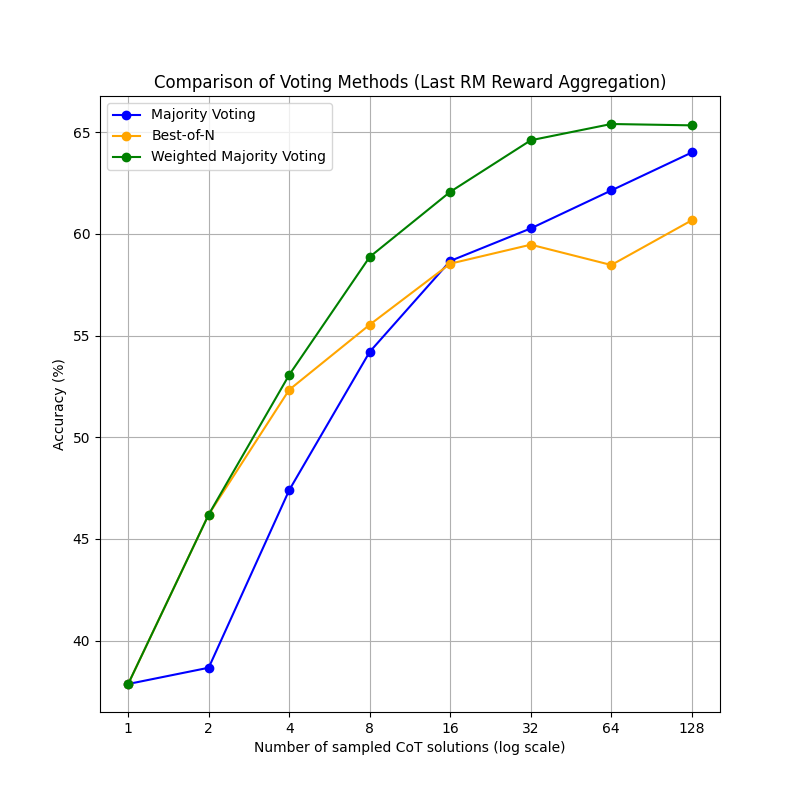 Comparison of Voting Methods (Last RM Reward Aggregation)
Majority Voting
Best-of-N
Weighted Majority Voting
Accuracy (%)
65
60
55
50
45
40
1 2 4 8 16 32 64 128
Number of sampled CoT solutions (log scale)